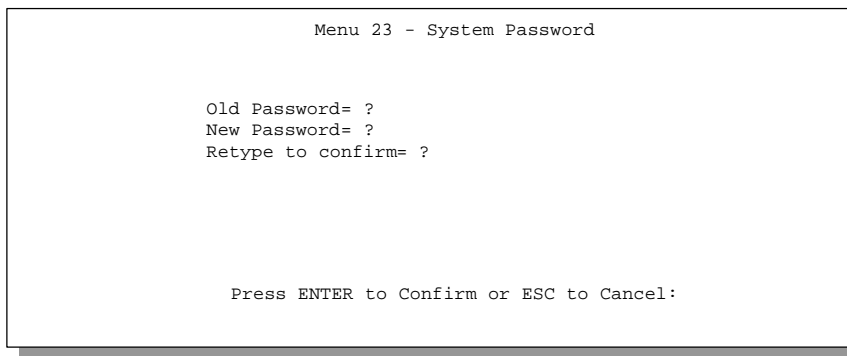 Menu 23 - System Password
Old Password= ?
New Password= ?
Retype to confirm= ?
Press ENTER to Confirm or ESC to Cancel: